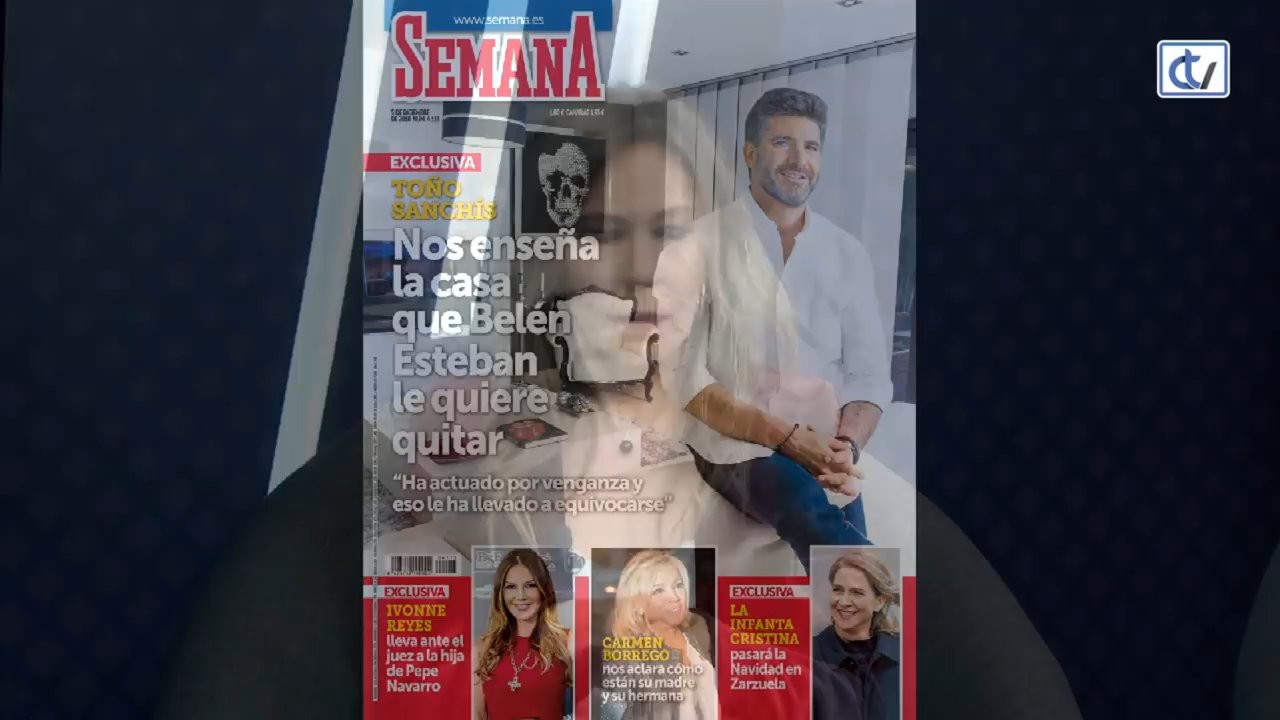 www.semana.es
SEMANA
5 DE DICIEMBRE
EXCLUSIVA
TOÑO
SANCHÍS
Nos enseña
la casa
que Belén
Esteban
le quiere
quitar
“Ha actuado por venganza y
eso le ha llevado a equivocarse”
EXCLUSIVA
IVONNE
REYES
lleva ante el
juez a la hija
de Pepe
Navarro
CARMEN
BORREGO
nos aclara cómo
están su madre
y su hermana
EXCLUSIVA
LA
INFANTA
CRISTINA
pasará la
Navidad en
Zarzuela